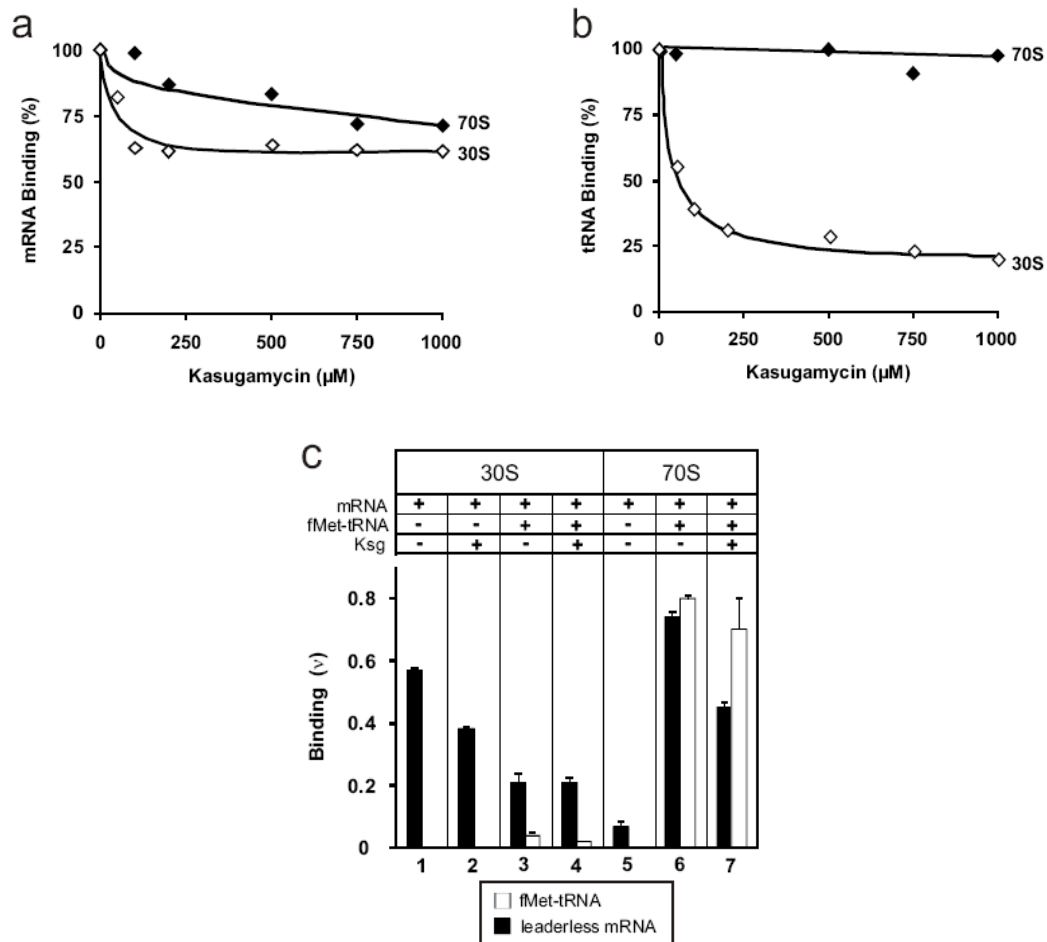 a
mRNA Binding (%)
100
75
50
25
0
70S
30S
0 250 500 750 1000
Kasugamycin (µM)
b
tRNA Binding (%)
100
75
50
25
0
70S
30S
0 250 500 750 1000
Kasugamycin (µM)
c
30S 70S
mRNA + + + + + + +
fMet-tRNA - - + + - + +
Ksg - + - + - - +
Binding (ν)
0.8
0.6
0.4
0.2
0
1 2 3 4 5 6 7
fMet-tRNA
leaderless mRNA